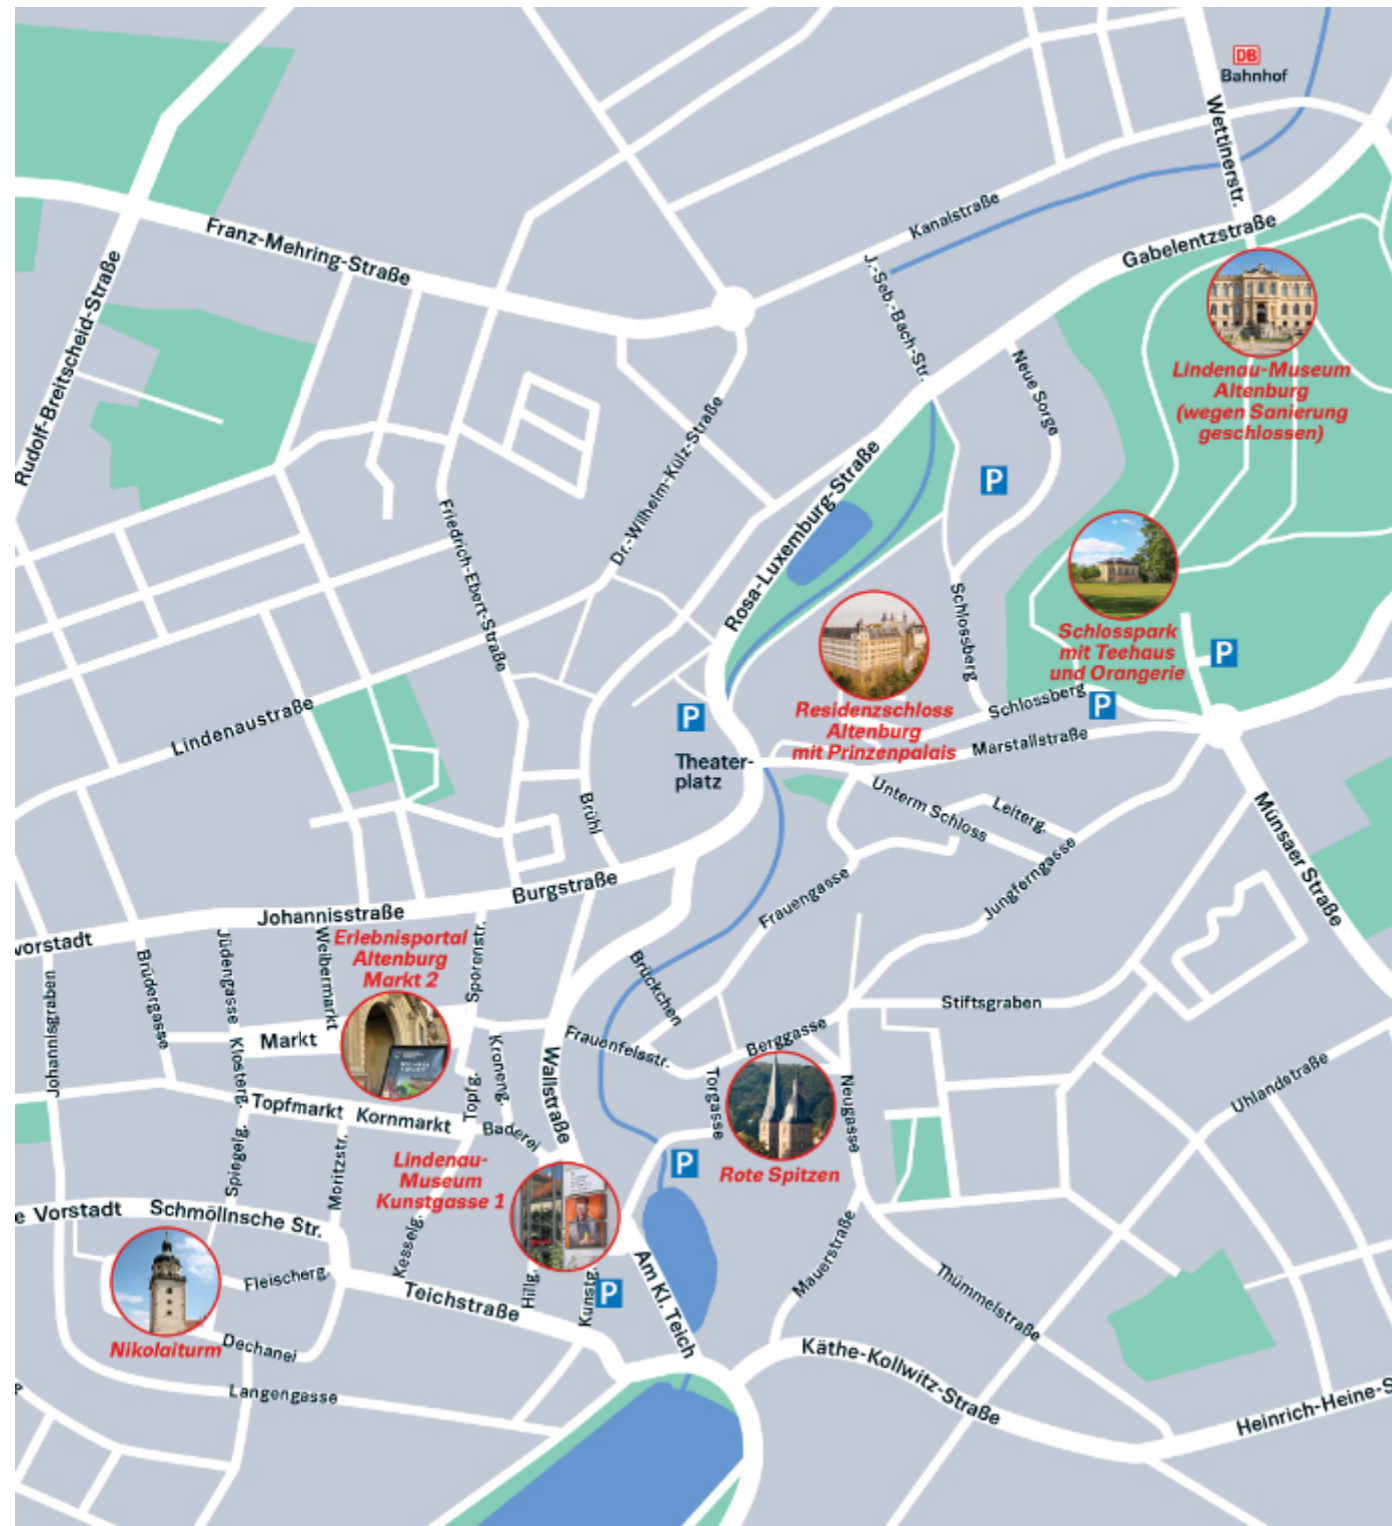 DB
Bahnhof
Wettinerstr.
Kanalstraße
Gabelentzstraße
Franz-Mehring-Straße
Rudolf-Breitscheid-Straße
J.-Seb.-Bach-Str.
Neue Sorge
Lindenau-Museum
Altenburg
(wegen Sanierung
geschlossen)
Dr.-Wilhelm-Külz-Straße
Rosa-Luxemburg-Straße
P
Friedrich-Ebert-Straße
Schlossberg
Schlosspark
mit Teehaus
und Orangerie
P
Lindenaustraße
P
Residenzschloss
Altenburg
mit Prinzenpalais
Schlossberg
P
Marstallstraße
Theater-
platz
Unterm Schloss
Leiterg.
Brühl
Münsaer Straße
Jungferngasse
Burgstraße
Frauengasse
Johannisstraße
vorstadt
Johannisgraben
Brüdergasse
Jüdengasse
Weibermarkt
Erlebnisportal
Altenburg
Markt 2
Sporenstr.
Brückchen
Stiftsgraben
Markt
Klosterg.
Kroneng.
Wallstraße
Frauenfelsstr.
Berggasse
Topfmarkt
Kornmarkt
Topfg.
Baderei
Torgasse
Neugasse
Uhlandstraße
Spiegelg.
Moritzstr.
Lindenau-
Museum
Kunstgasse 1
P
Rote Spitzen
e Vorstadt
Schmöllnsche Str.
Kesselg.
Mauerstraße
Fleischerg.
Teichstraße
Hillg.
Kunstg.
P
Am Kl. Teich
Thümmelstraße
Nikolaiturm
Dechanei
Langengasse
Käthe-Kollwitz-Straße
Heinrich-Heine-S